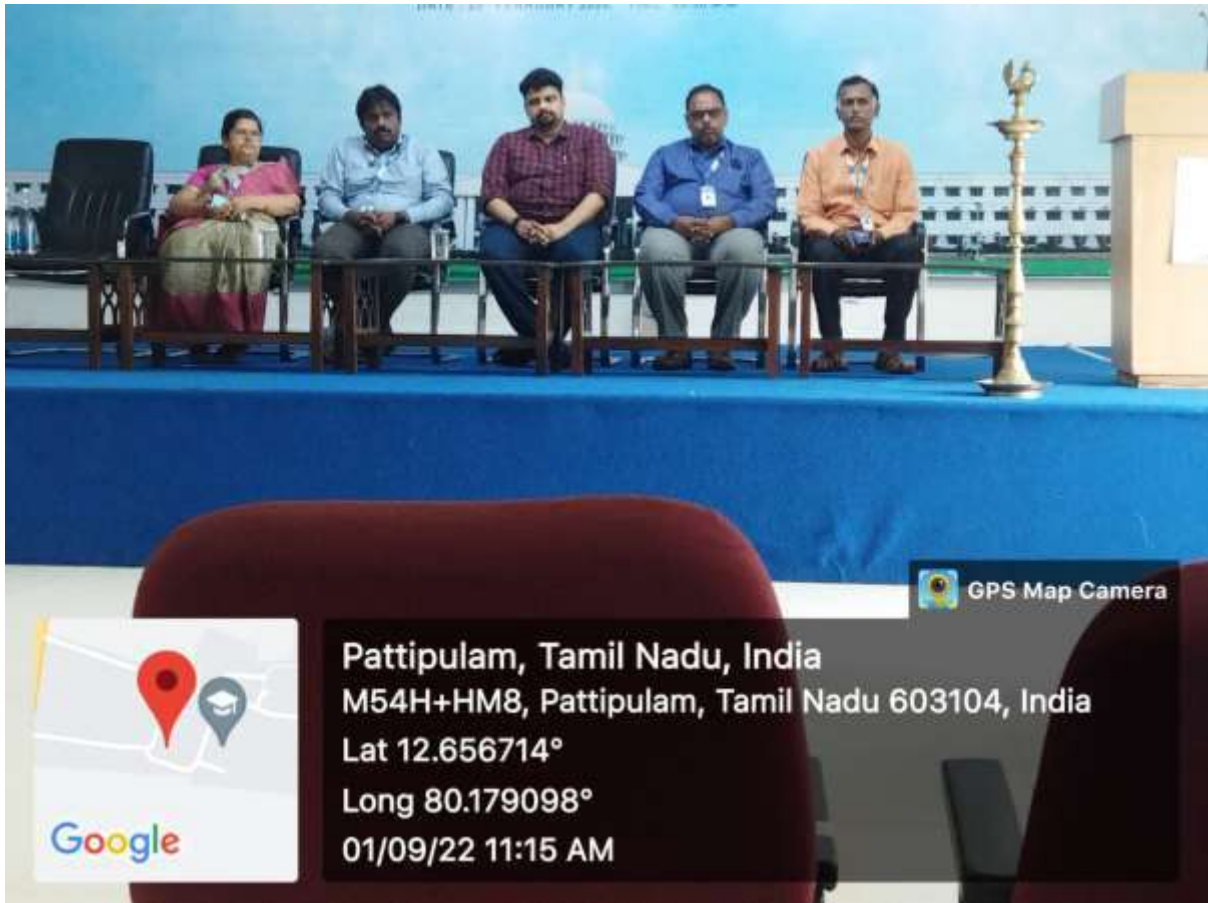 GPS Map Camera
Pattipulam, Tamil Nadu, India
M54H+HM8, Pattipulam, Tamil Nadu 603104, India
Lat 12.656714°
Long 80.179098°
01/09/22 11:15 AM
Google